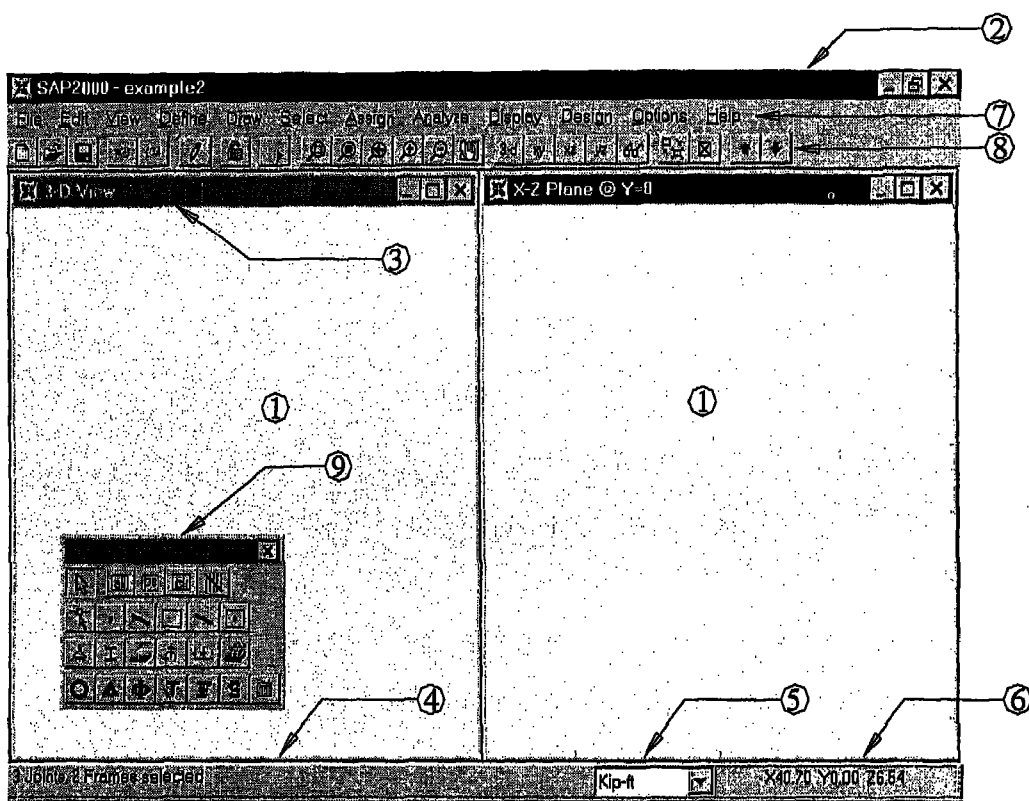 ②
SAP2000 - example2
File Edit View Define Draw Select Assign Analyze Display Design Options Help
⑦
⑧
3-D View
X-Z Plane @ Y=0
③
①
①
⑨
④
⑤
⑥
3 Joints, 2 Frames selected
Kip-ft
X40.70 Y0.00 Z6.64